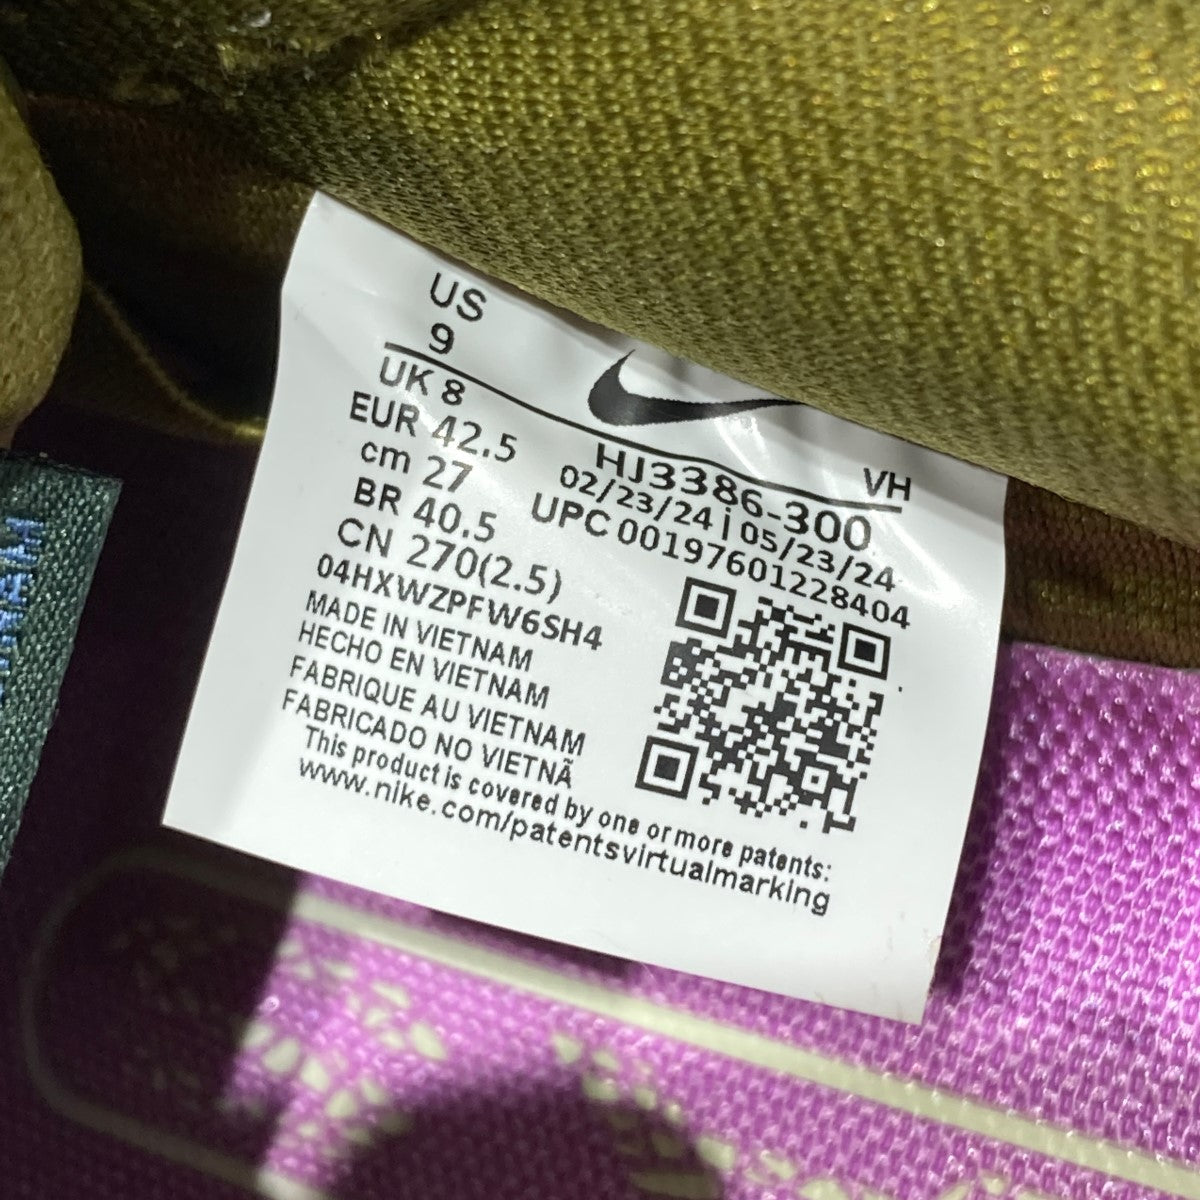 US
9
UK 8
EUR 42.5
cm 27
BR 40.5
CN 270(2.5)
04HXWZPFW6SH4
VH
HJ3386-300
02/23/24 | 05/23/24
UPC 00197601228404
MADE IN VIETNAM
HECHO EN VIETNAM
FABRIQUE AU VIETNAM
FABRICADO NO VIETNÃ
This product is covered by one or more patents:
www.nike.com/patentsvirtualmarking